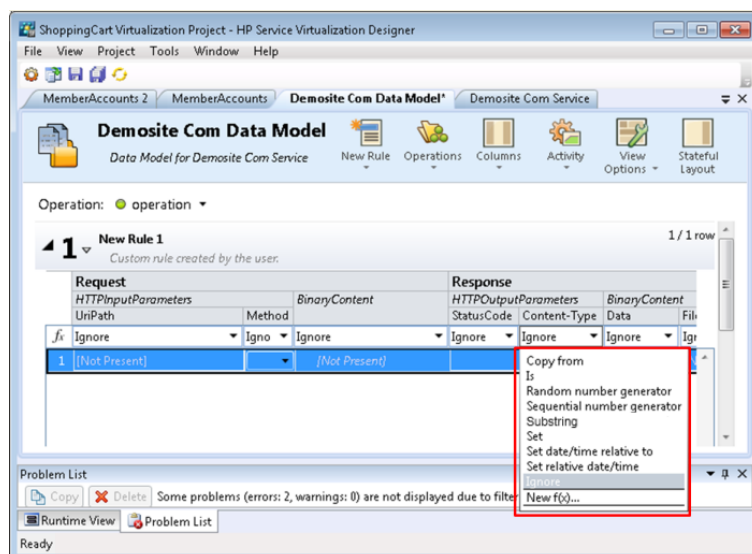 ShoppingCart Virtualization Project - HP Service Virtualization Designer
File View Project Tools Window Help
MemberAccounts 2 MemberAccounts Demosite Com Data Model* Demosite Com Service
Demosite Com Data Model
Data Model for Demosite Com Service
New Rule Operations Columns Activity View Options Stateful Layout
Operation: operation
1 New Rule 1 1 / 1 row
Custom rule created by the user.
Request Response
HTTPInputParameters BinaryContent HTTPOutputParameters BinaryContent
UriPath Method StatusCode Content-Type Data File
fx Ignore Igno Ignore Ignore Ignore Ignore Igr
1 [Not Present] [Not Present]
Copy from
Is
Random number generator
Sequential number generator
Substring
Set
Set date/time relative to
Set relative date/time
Ignore
New f(x)...
Problem List
Copy Delete Some problems (errors: 2, warnings: 0) are not displayed due to filter
Runtime View Problem List
Ready